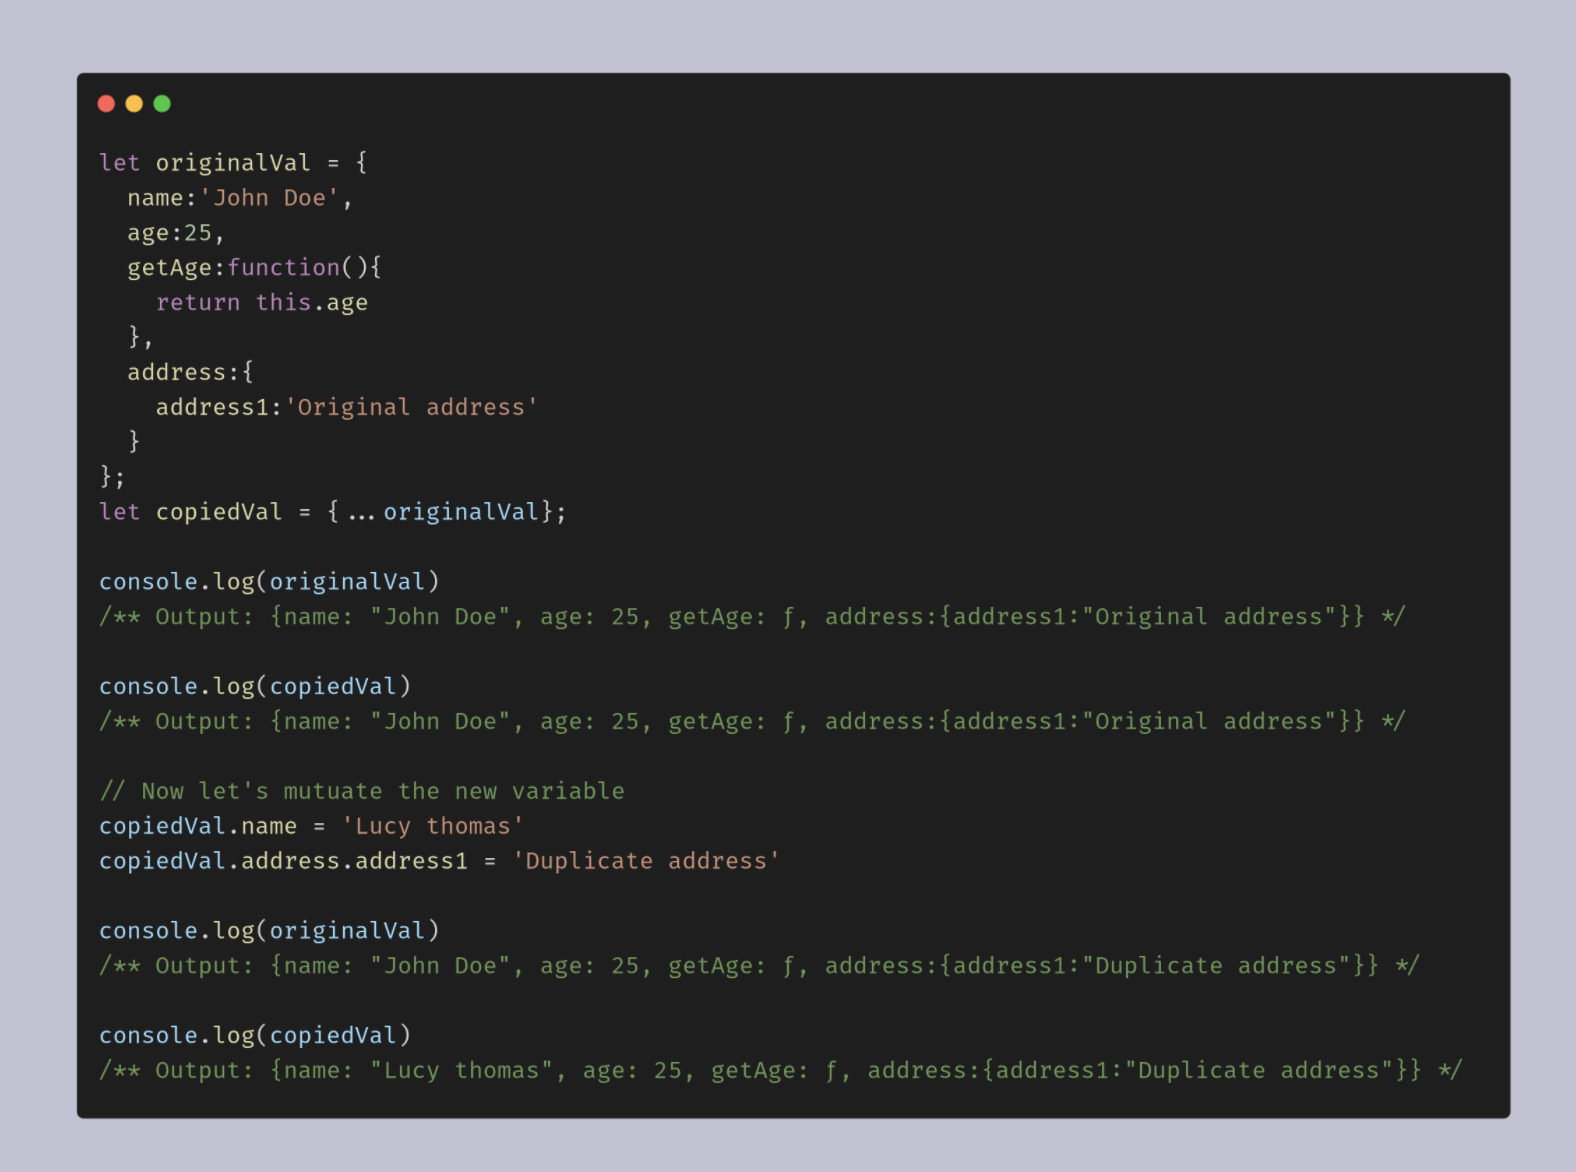 let originalVal = {
  name:'John Doe',
  age:25,
  getAge:function(){
    return this.age
  },
  address:{
    address1:'Original address'
  }
};
let copiedVal = {...originalVal};

console.log(originalVal)
/** Output: {name: "John Doe", age: 25, getAge: ƒ, address:{address1:"Original address"}} */

console.log(copiedVal)
/** Output: {name: "John Doe", age: 25, getAge: ƒ, address:{address1:"Original address"}} */

// Now let's mutuate the new variable
copiedVal.name = 'Lucy thomas'
copiedVal.address.address1 = 'Duplicate address'

console.log(originalVal)
/** Output: {name: "John Doe", age: 25, getAge: ƒ, address:{address1:"Duplicate address"}} */

console.log(copiedVal)
/** Output: {name: "Lucy thomas", age: 25, getAge: ƒ, address:{address1:"Duplicate address"}} */